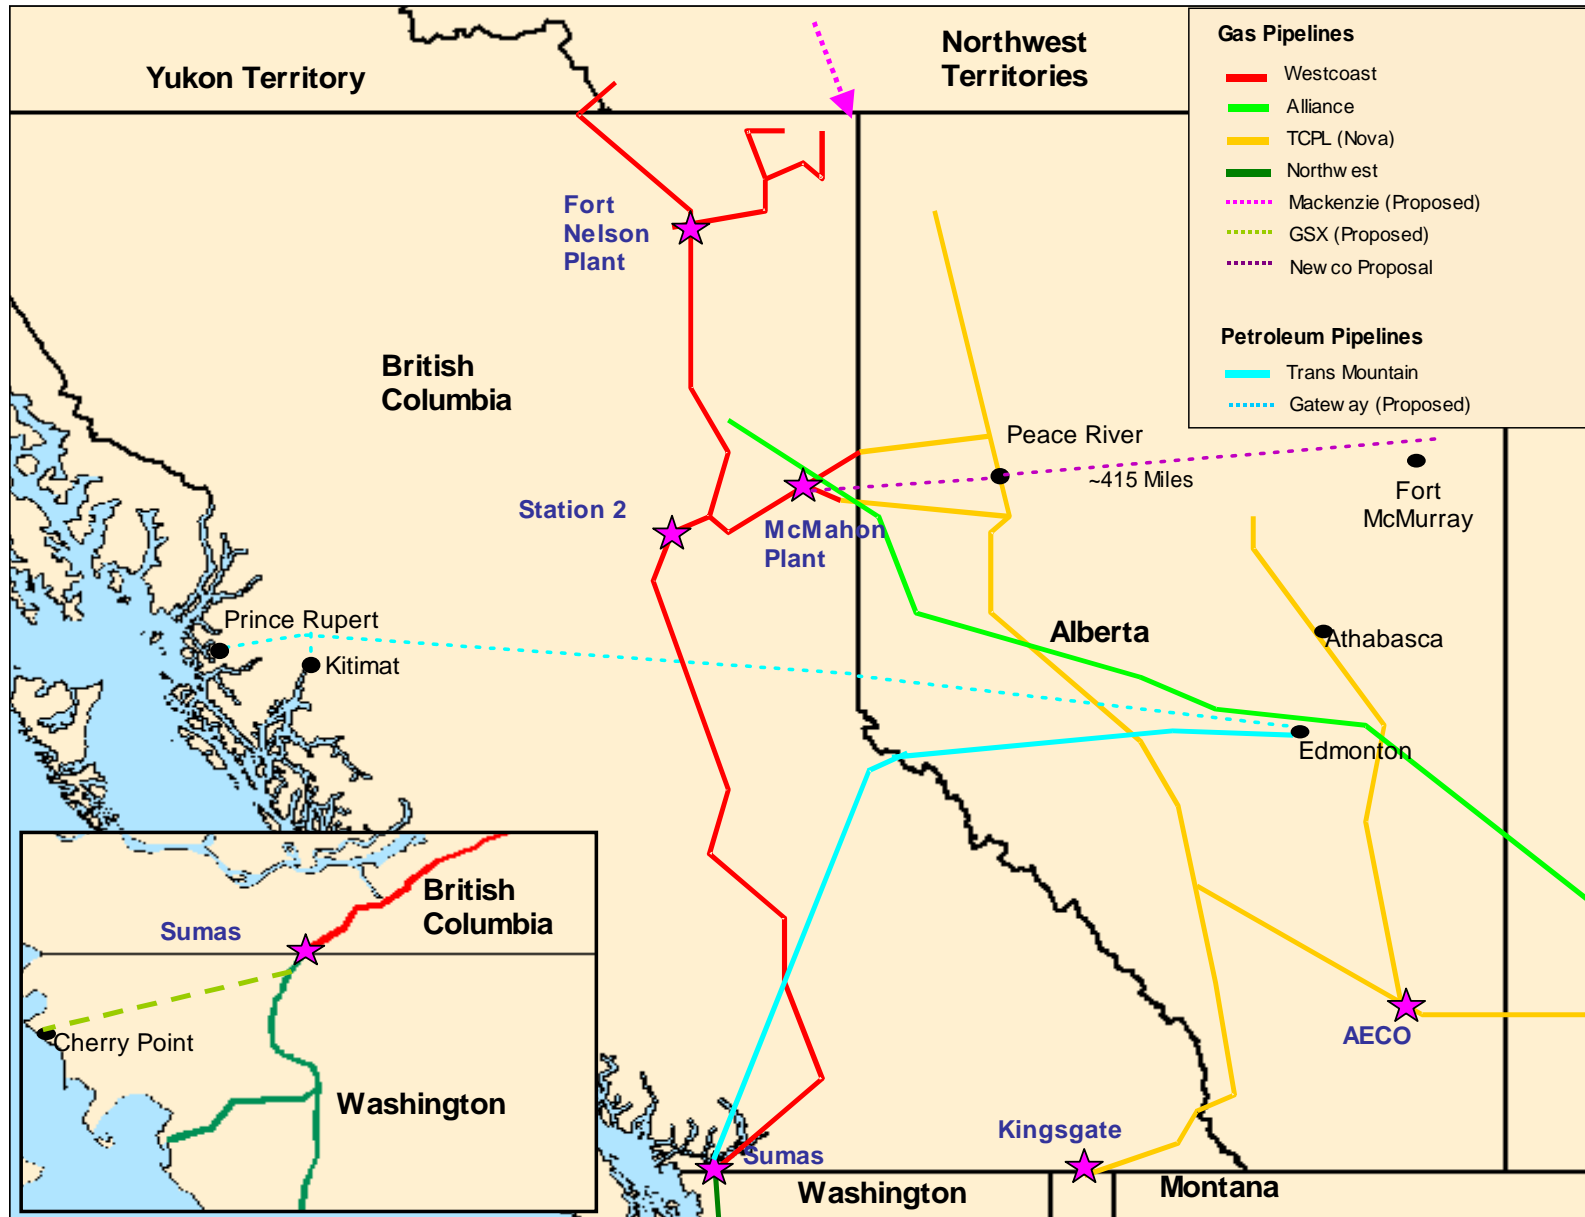 Yukon Territory
Northwest
Territories
Gas Pipelines
Westcoast
Alliance
TCPL (Nova)
Northwest
Mackenzie (Proposed)
GSX (Proposed)
Newco Proposal
Petroleum Pipelines
Trans Mountain
Gateway (Proposed)
Fort
Nelson
Plant
British
Columbia
Peace River
~415 Miles
Fort
McMurray
Station 2
McMahon
Plant
Prince Rupert
Kitimat
Alberta
Athabasca
Edmonton
British
Columbia
Sumas
Cherry Point
Washington
AECO
Kingsgate
Sumas
Washington
Montana